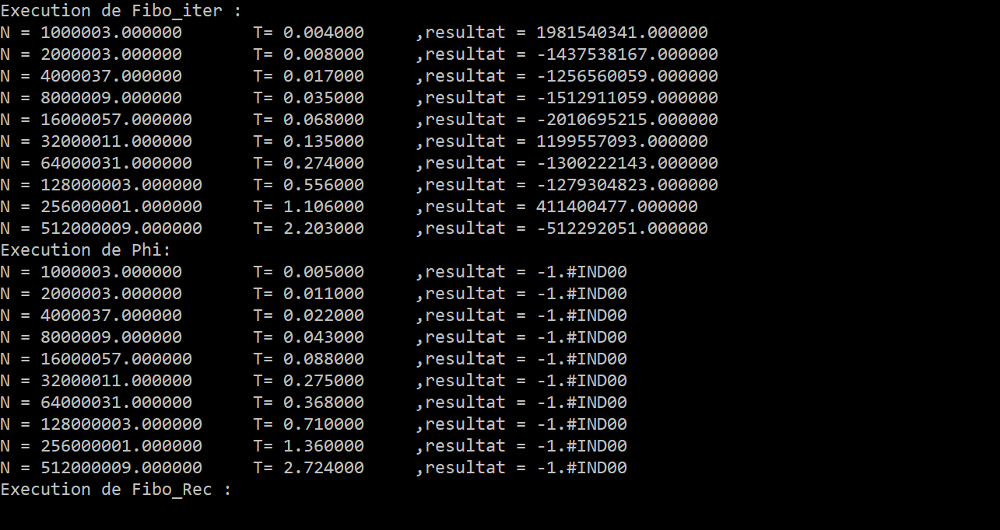 Execution de Fibo_iter :
N = 1000003.000000 T= 0.004000 ,resultat = 1981540341.000000
N = 2000003.000000 T= 0.008000 ,resultat = -1437538167.000000
N = 4000037.000000 T= 0.017000 ,resultat = -1256560059.000000
N = 8000009.000000 T= 0.035000 ,resultat = -1512911059.000000
N = 16000057.000000 T= 0.068000 ,resultat = -2010695215.000000
N = 32000011.000000 T= 0.135000 ,resultat = 1199557093.000000
N = 64000031.000000 T= 0.274000 ,resultat = -1300222143.000000
N = 128000003.000000 T= 0.556000 ,resultat = -1279304823.000000
N = 256000001.000000 T= 1.106000 ,resultat = 411400477.000000
N = 512000009.000000 T= 2.203000 ,resultat = -512292051.000000
Execution de Phi:
N = 1000003.000000 T= 0.005000 ,resultat = -1.#IND00
N = 2000003.000000 T= 0.011000 ,resultat = -1.#IND00
N = 4000037.000000 T= 0.022000 ,resultat = -1.#IND00
N = 8000009.000000 T= 0.043000 ,resultat = -1.#IND00
N = 16000057.000000 T= 0.088000 ,resultat = -1.#IND00
N = 32000011.000000 T= 0.275000 ,resultat = -1.#IND00
N = 64000031.000000 T= 0.368000 ,resultat = -1.#IND00
N = 128000003.000000 T= 0.710000 ,resultat = -1.#IND00
N = 256000001.000000 T= 1.360000 ,resultat = -1.#IND00
N = 512000009.000000 T= 2.724000 ,resultat = -1.#IND00
Execution de Fibo_Rec :